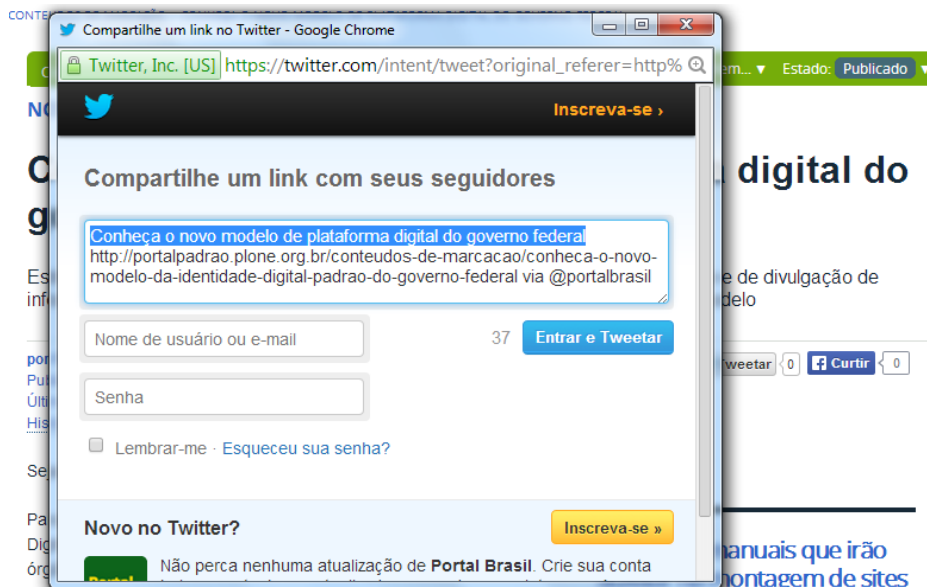 Compartilhe um link no Twitter - Google Chrome
Twitter, Inc. [US] https://twitter.com/intent/tweet?original_referer=http%
em... ▼ Estado: Publicado ▼
Inscreva-se ›
digital do
Compartilhe um link com seus seguidores
Conheça o novo modelo de plataforma digital do governo federal
http://portalpadrao.plone.org.br/conteudos-de-marcacao/conheca-o-novo-
modelo-da-identidade-digital-padrao-do-governo-federal via @portalbrasil
e de divulgação de
delo
Nome de usuário ou e-mail
37 Entrar e Tweetar
weetar 0 Curtir 0
Senha
Lembrar-me · Esqueceu sua senha?
Novo no Twitter?
Inscreva-se »
Não perca nenhuma atualização de Portal Brasil. Crie sua conta
anuais que irão
ontagem de sites